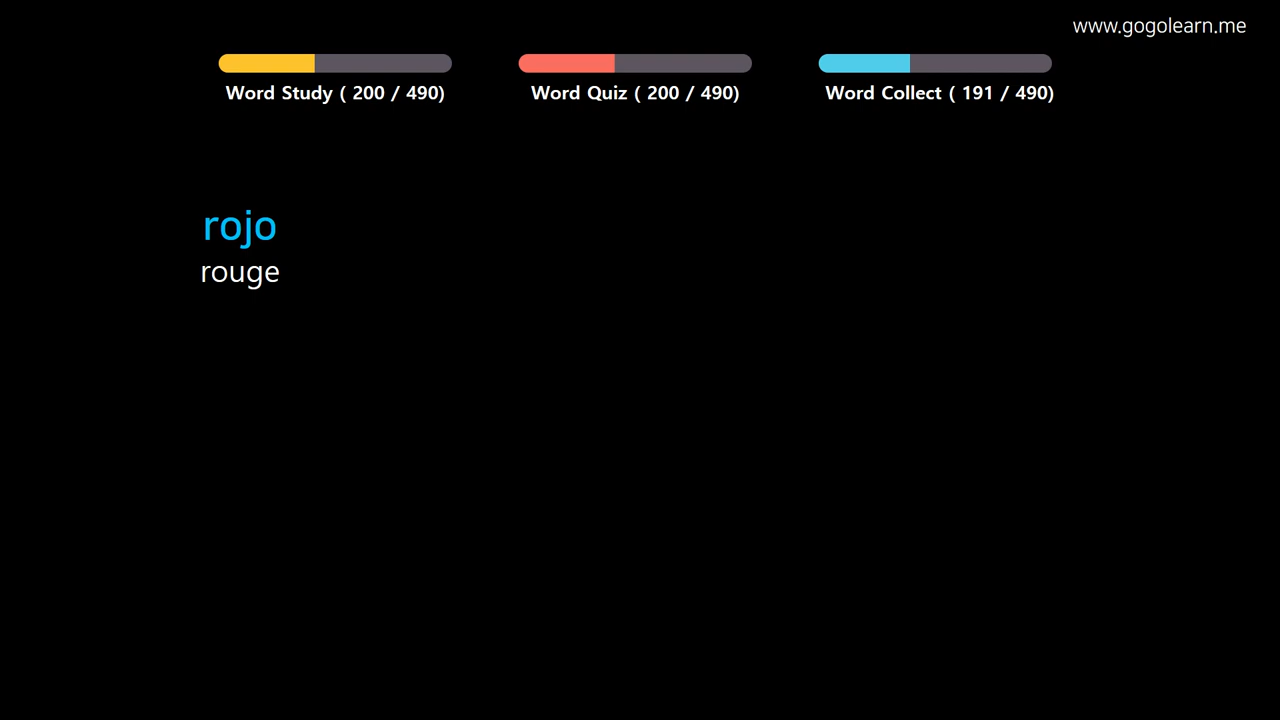 www.gogolearn.me
Word Study ( 200 / 490)
Word Quiz ( 200 / 490)
Word Collect ( 191 / 490)
rojo
rouge